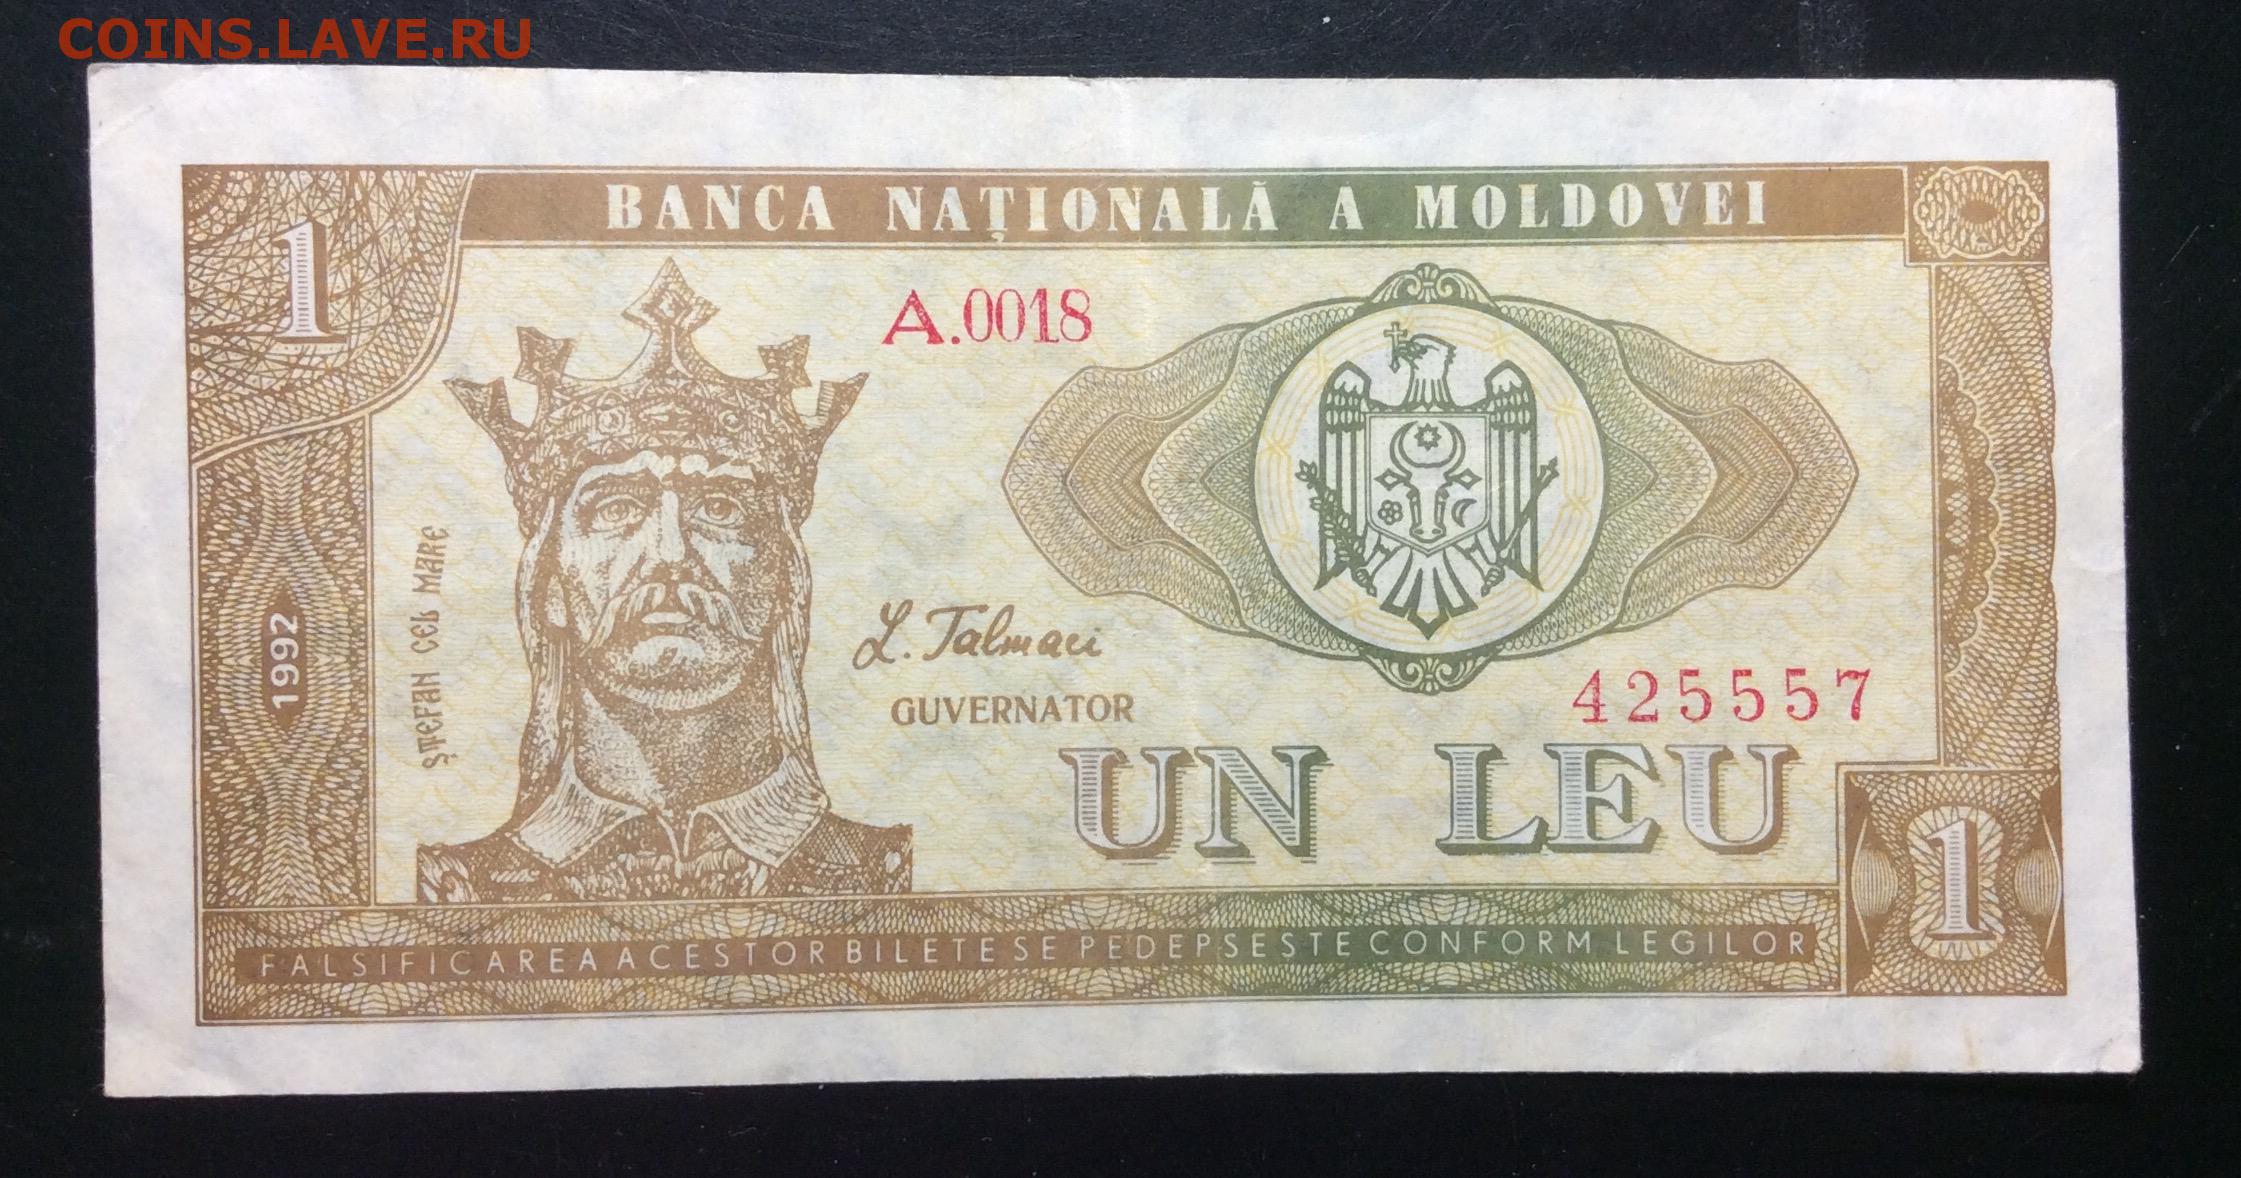 COINS.LAVE.RU
BANCA NAȚIONALĂ A MOLDOVEI
1
A.0018
ȘTEFAN CEL MARE
1992
L. Talmaci
GUVERNATOR
425557
UN LEU
1
FALSIFICAREA ACESTOR BILETE SE PEDEPSESTE CONFORM LEGILOR